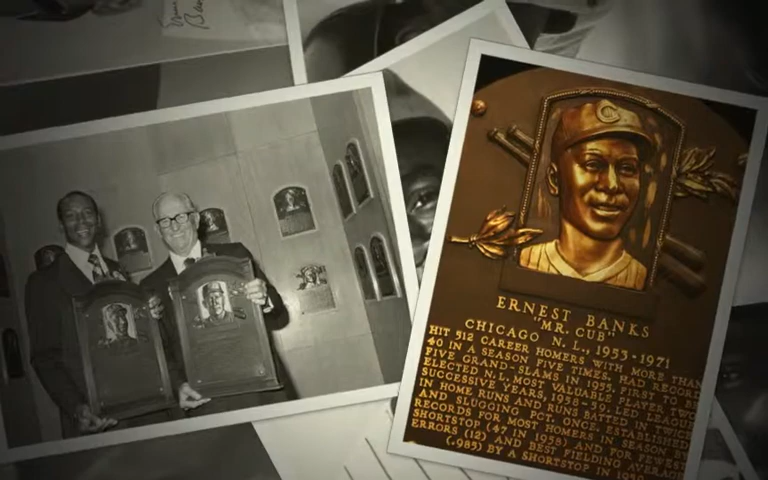 ERNEST BANKS
"MR. CUB"
CHICAGO N. L., 1953-1971
HIT 512 CAREER HOMERS WITH MORE THAN
40 IN A SEASON FIVE TIMES. HAD RECORD
FIVE GRAND-SLAMS IN 1955. FIRST TO BE
ELECTED N.L. MOST VALUABLE PLAYER TWO
SUCCESSIVE YEARS, 1958-59. LED LEAGUE
IN HOME RUNS AND RUNS BATTED IN TWICE
AND SLUGGING PCT. ONCE. ESTABLISHED
RECORDS FOR MOST HOMERS IN SEASON BY
SHORTSTOP (47 IN 1958) AND FOR FEWEST
ERRORS (12) AND BEST FIELDING AVERAGE
(.985) BY A SHORTSTOP IN